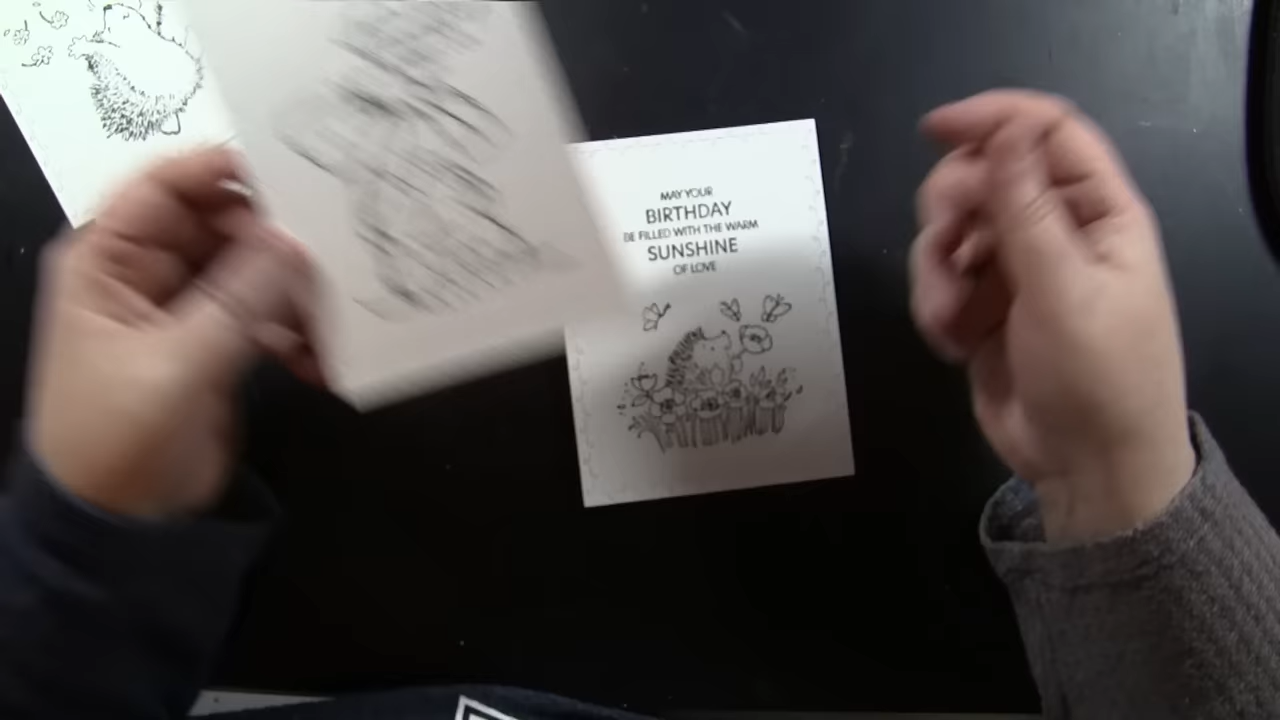 MAY YOUR
BIRTHDAY
BE FILLED WITH THE WARM
SUNSHINE
OF LOVE